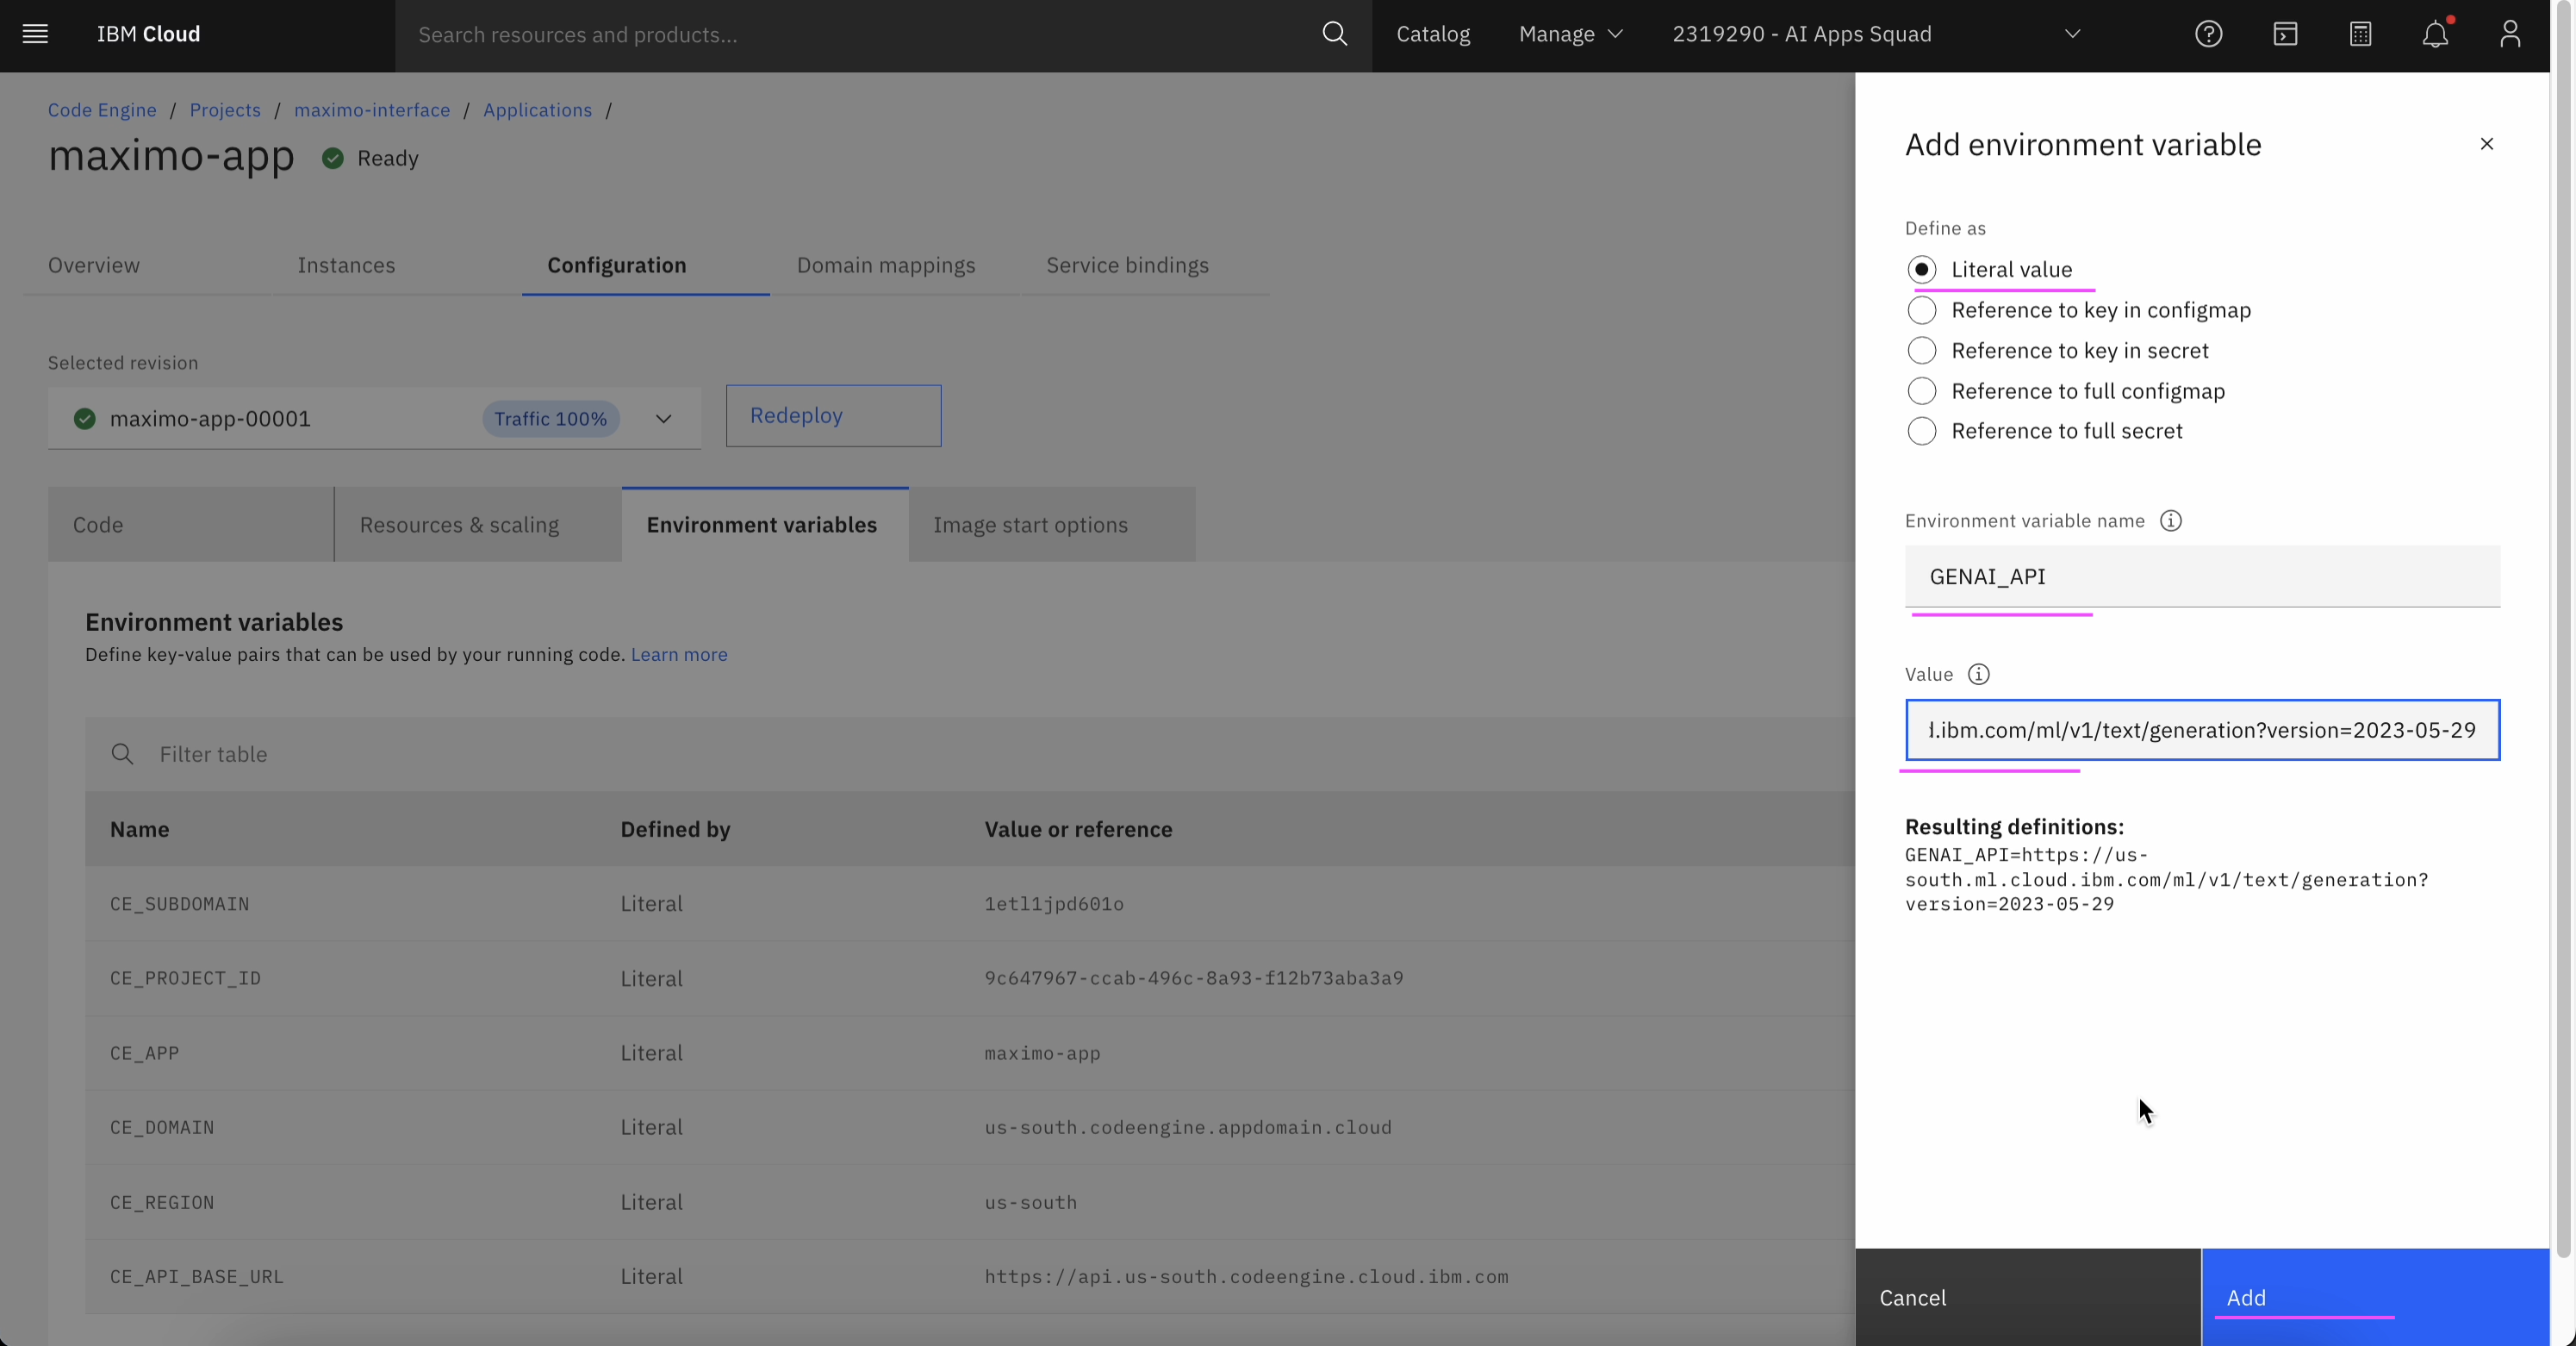 IBM Cloud
Search resources and products...
Catalog
Manage
2319290 - AI Apps Squad
Code Engine / Projects / maximo-interface / Applications /
maximo-app
Ready
Overview
Instances
Configuration
Domain mappings
Service bindings
Selected revision
maximo-app-00001
Traffic 100%
Redeploy
Code
Resources & scaling
Environment variables
Image start options
Environment variables
Define key-value pairs that can be used by your running code. Learn more
Filter table
Name Defined by Value or reference
CE_SUBDOMAIN Literal 1etl1jpd601o
CE_PROJECT_ID Literal 9c647967-ccab-496c-8a93-f12b73aba3a9
CE_APP Literal maximo-app
CE_DOMAIN Literal us-south.codeengine.appdomain.cloud
CE_REGION Literal us-south
CE_API_BASE_URL Literal https://api.us-south.codeengine.cloud.ibm.com
Add environment variable
Define as
Literal value
Reference to key in configmap
Reference to key in secret
Reference to full configmap
Reference to full secret
Environment variable name
GENAI_API
Value
d.ibm.com/ml/v1/text/generation?version=2023-05-29
Resulting definitions:
GENAI_API=https://us-
south.ml.cloud.ibm.com/ml/v1/text/generation?
version=2023-05-29
Cancel
Add